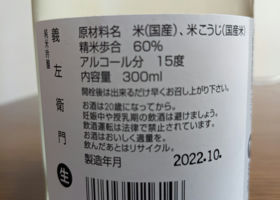 原材料名 米(国産)、米こうじ(国産米)
精米歩合 60%
アルコール分 15度
内容量 300ml
開栓後は出来るだけ早くお召し上がり下さい。
お酒は20歳になってから。
妊娠中や授乳期の飲酒は避けましょう。
飲酒運転は法律で禁止されています。
お酒はおいしく適量を。
飲んだあとはリサイクル。
製造年月 2022.10.
純米吟醸
義左衛門
生